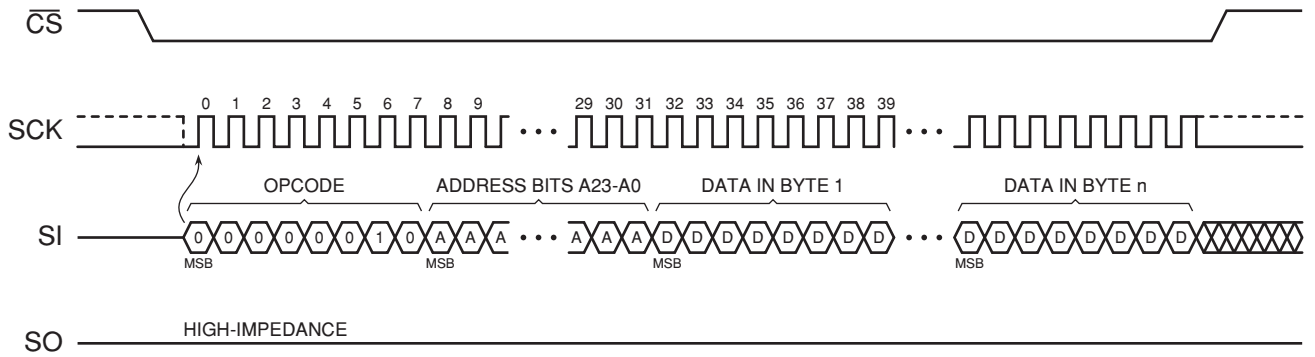 CS
0 1 2 3 4 5 6 7 8 9 29 30 31 32 33 34 35 36 37 38 39
SCK
OPCODE ADDRESS BITS A23-A0 DATA IN BYTE 1 DATA IN BYTE n
SI 0 0 0 0 0 0 1 0 A A A A A A D D D D D D D D D D D D D D D D
MSB MSB MSB MSB
HIGH-IMPEDANCE
SO